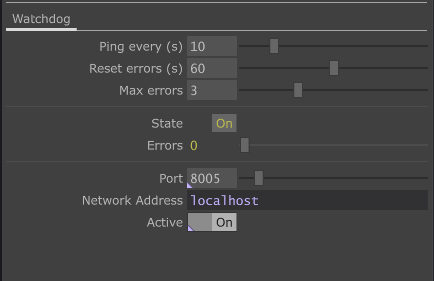 Watchdog
Ping every (s) 10
Reset errors (s) 60
Max errors 3
State On
Errors 0
Port 8005
Network Address localhost
Active On